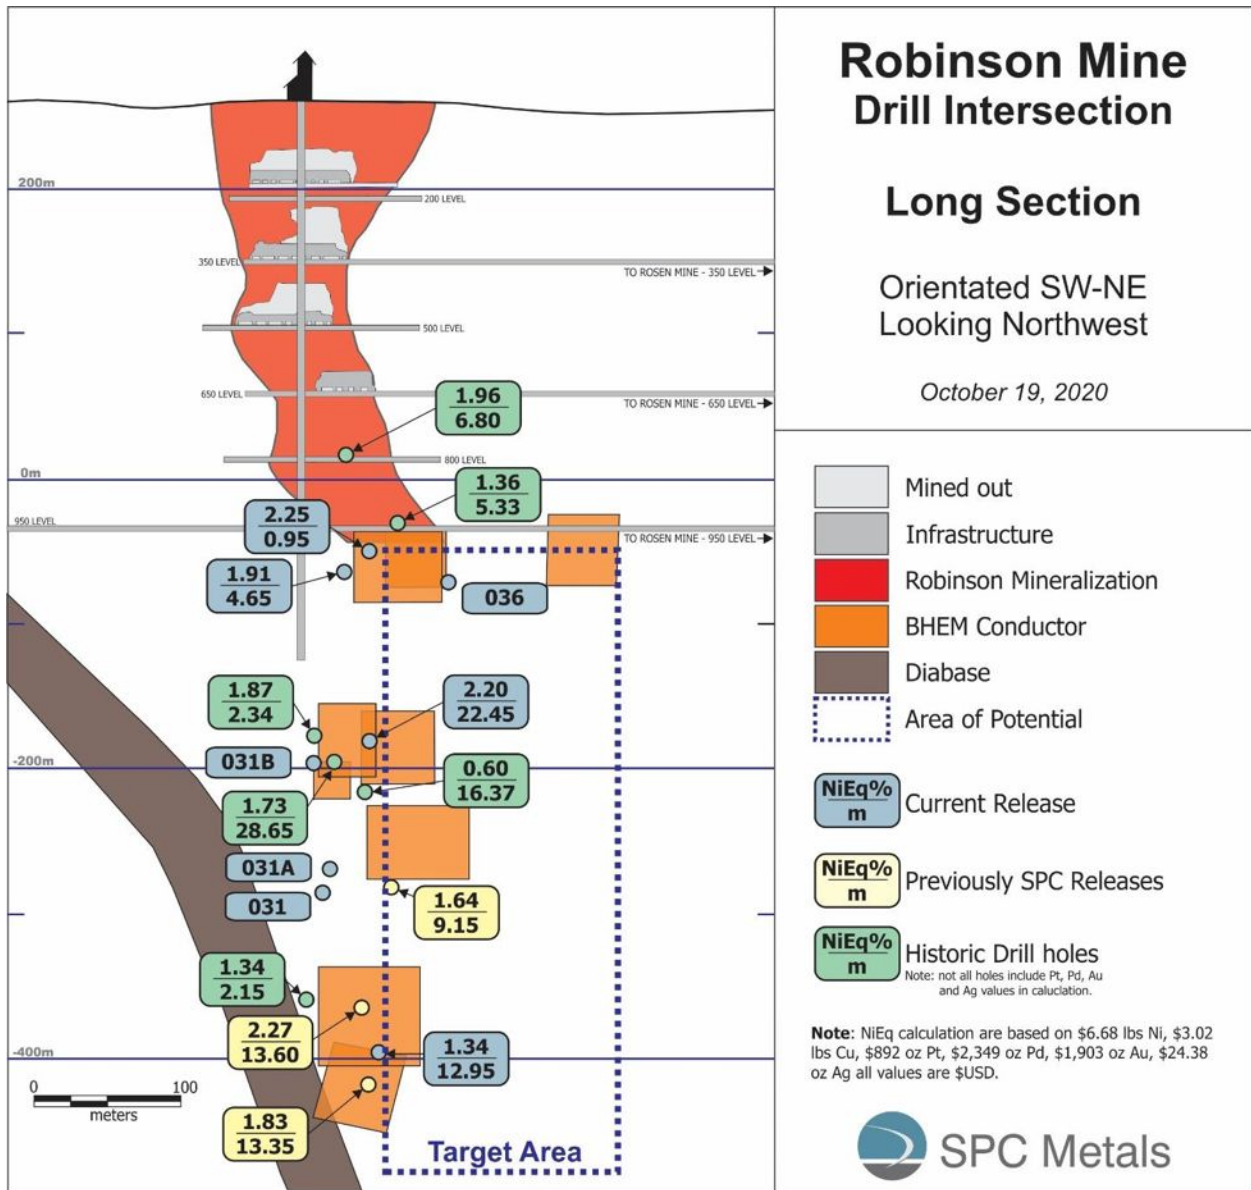 Robinson Mine
Drill Intersection
Long Section
Orientated SW-NE
Looking Northwest
October 19, 2020
200m
200 LEVEL
350 LEVEL
TO ROSEN MINE - 350 LEVEL
500 LEVEL
650 LEVEL
TO ROSEN MINE - 650 LEVEL
1.96
6.80
800 LEVEL
0m
1.36
5.33
2.25
0.95
950 LEVEL
TO ROSEN MINE - 950 LEVEL
1.91
4.65
036
1.87
2.34
2.20
22.45
031B
-200m
0.60
16.37
1.73
28.65
031A
031
1.64
9.15
1.34
2.15
2.27
13.60
1.34
12.95
-400m
0
100
meters
1.83
13.35
Target Area
Mined out
Infrastructure
Robinson Mineralization
BHEM Conductor
Diabase
Area of Potential
NiEq%
m
Current Release
NiEq%
m
Previously SPC Releases
NiEq%
m
Historic Drill holes
Note: not all holes include Pt, Pd, Au
and Ag values in caluclation.
Note: NiEq calculation are based on $6.68 lbs Ni, $3.02
lbs Cu, $892 oz Pt, $2,349 oz Pd, $1,903 oz Au, $24.38
oz Ag all values are $USD.
SPC Metals